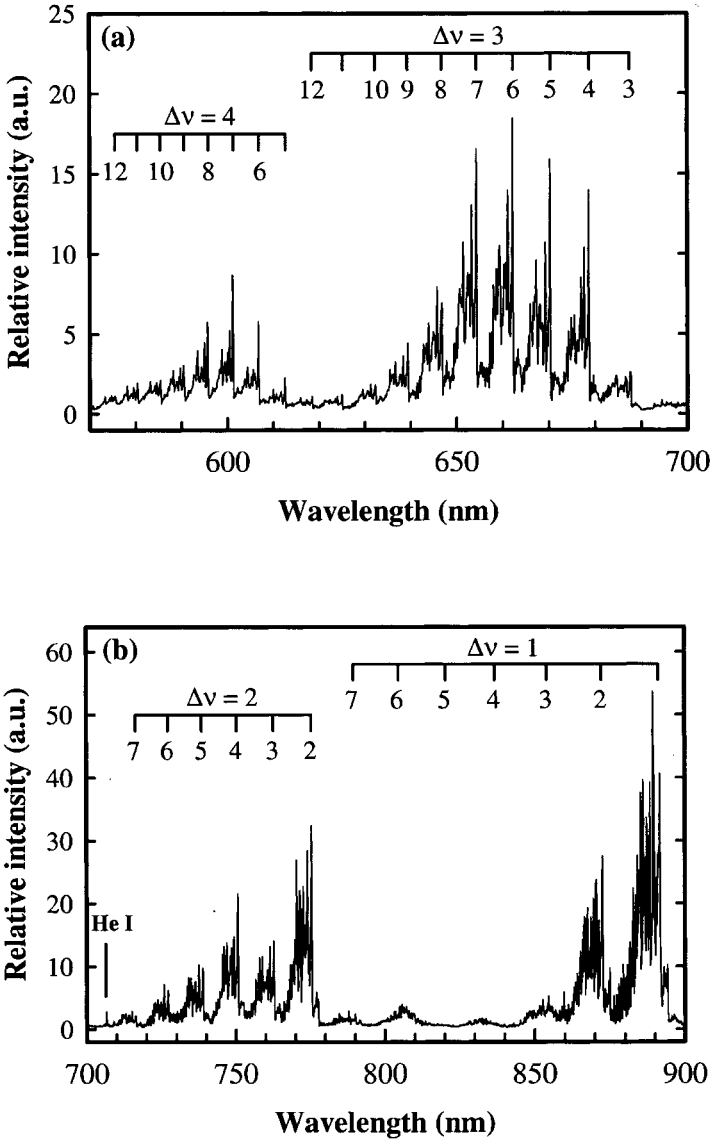 (a)
Δν = 3
12 10 9 8 7 6 5 4 3
Δν = 4
12 10 8 6
25
20
15
10
5
0
Relative intensity (a.u.)
600 650 700
Wavelength (nm)
(b)
Δν = 1
7 6 5 4 3 2
Δν = 2
7 6 5 4 3 2
He I
60
50
40
30
20
10
0
Relative intensity (a.u.)
700 750 800 850 900
Wavelength (nm)